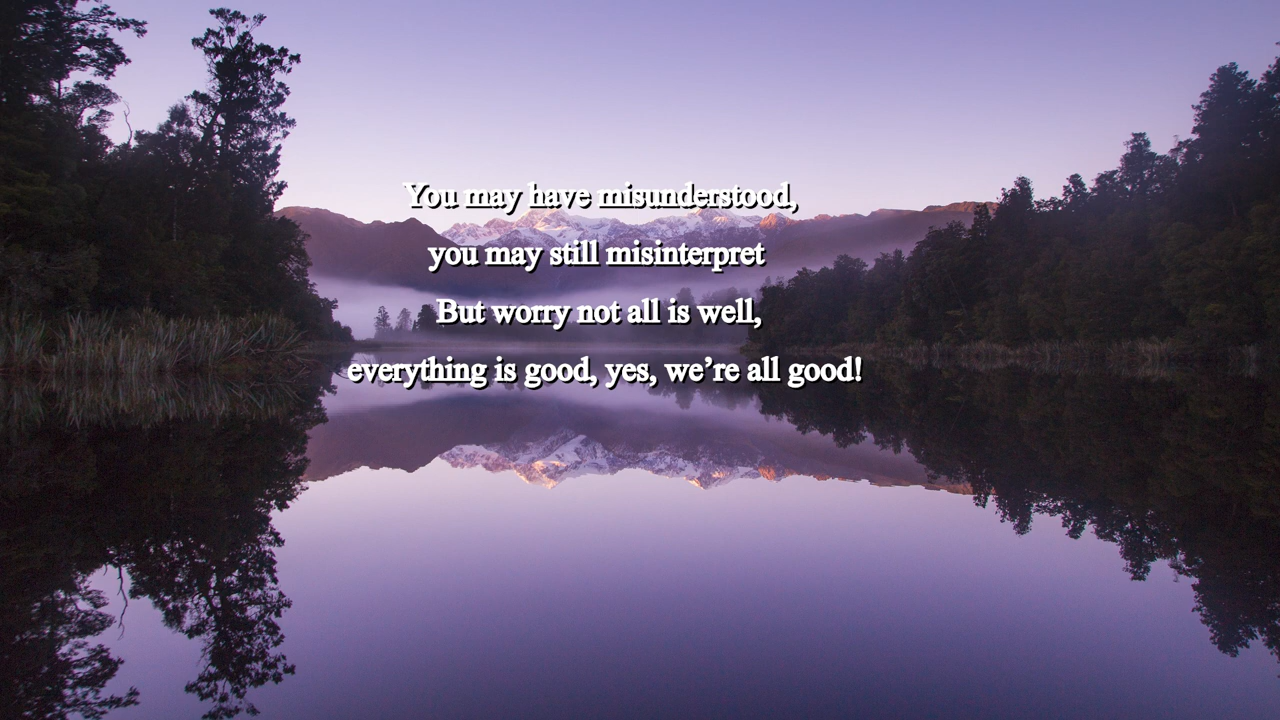 You may have misunderstood,
you may still misinterpret
But worry not all is well,
everything is good, yes, we’re all good!